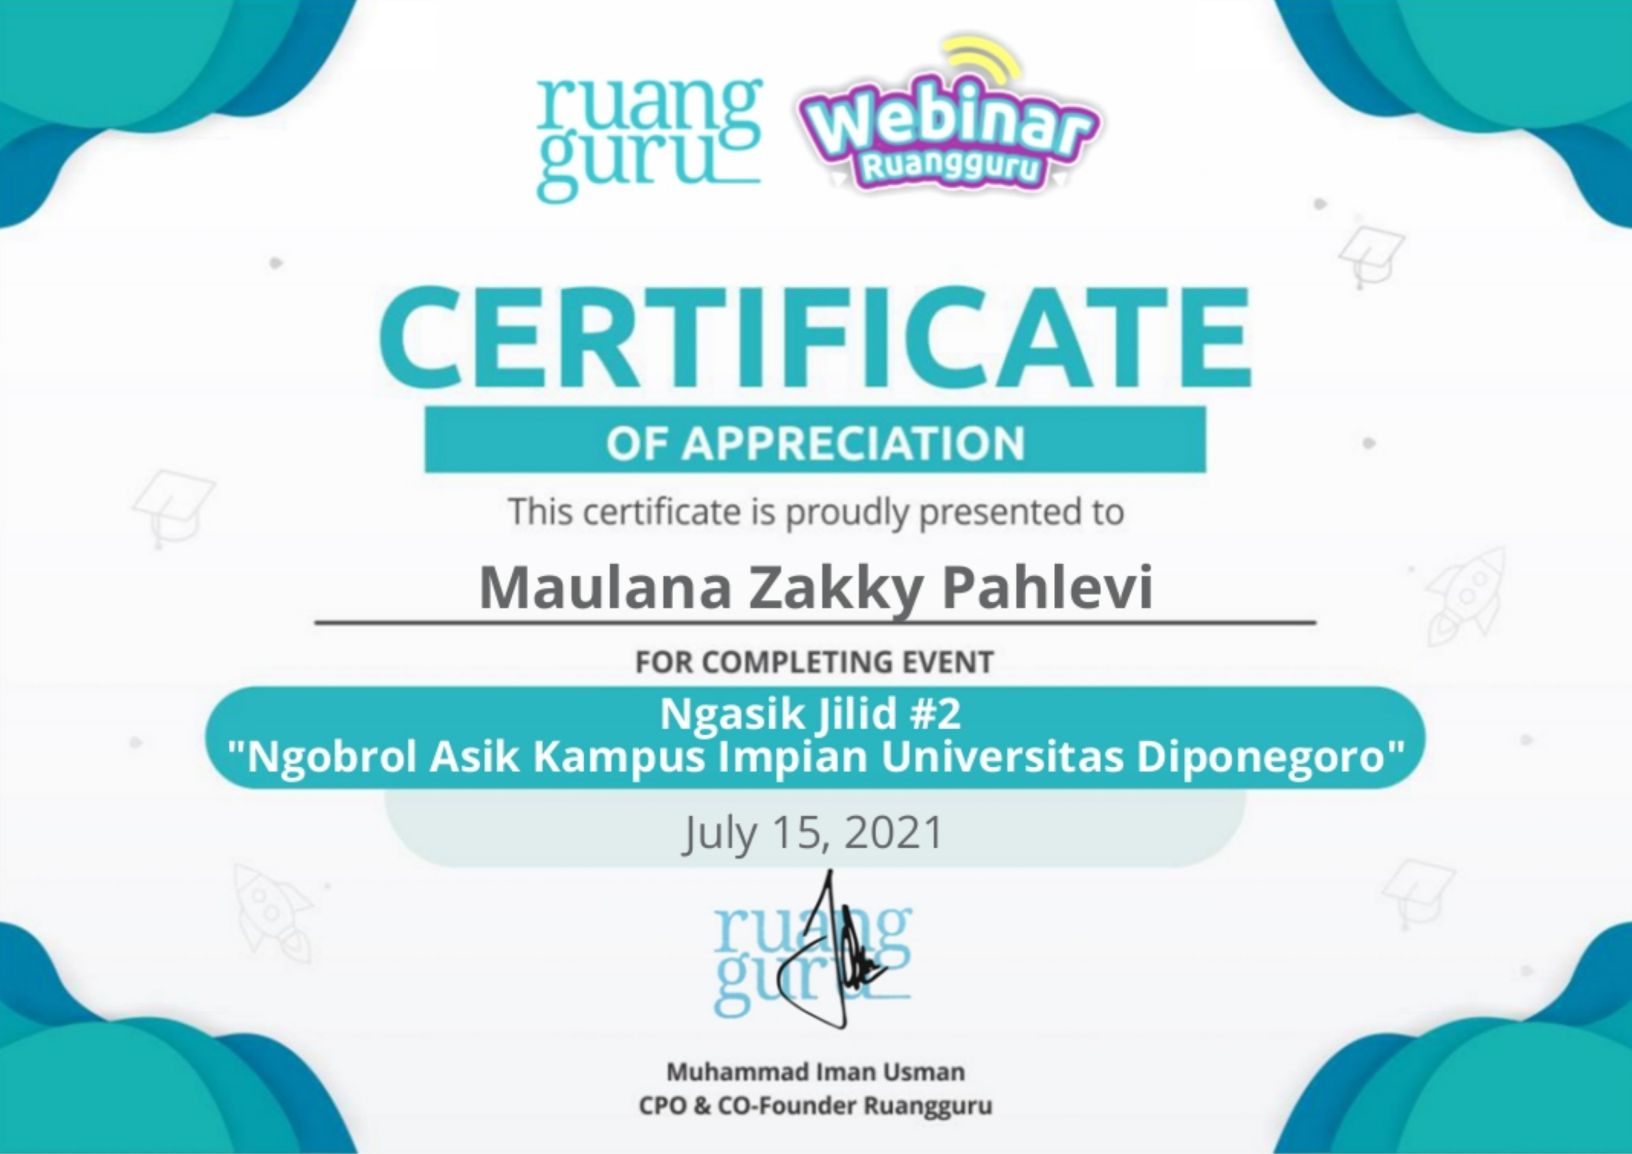 ruang
guru
Webinar
Ruangguru
CERTIFICATE
OF APPRECIATION
This certificate is proudly presented to
Maulana Zakky Pahlevi
FOR COMPLETING EVENT
Ngasik Jilid #2
"Ngobrol Asik Kampus Impian Universitas Diponegoro"
July 15, 2021
ruang
guru
Muhammad Iman Usman
CPO & CO-Founder Ruangguru